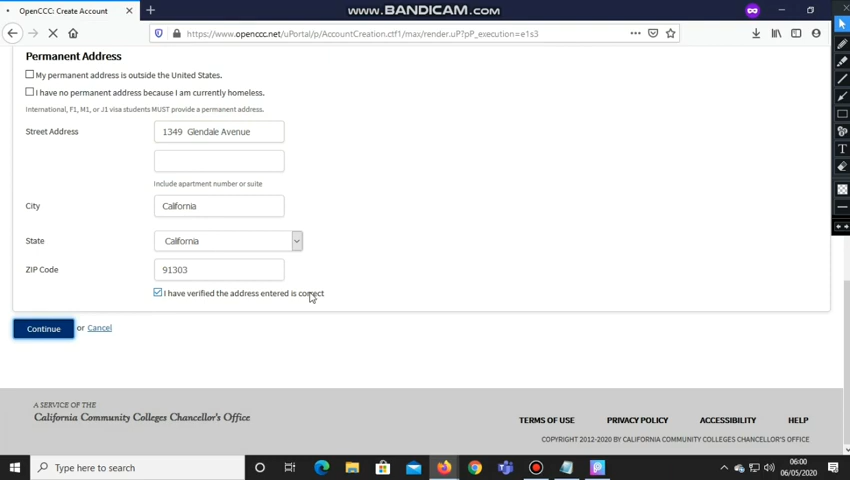 OpenCCC: Create Account
www.BANDICAM.com
https://www.openccc.net/uPortal/p/AccountCreation.ctf1/max/render.uP?pP_execution=e1s3
Permanent Address
My permanent address is outside the United States.
I have no permanent address because I am currently homeless.
International, F1, M1, or J1 visa students MUST provide a permanent address.
Street Address
1349 Glendale Avenue
Include apartment number or suite
City
California
State
California
ZIP Code
91303
I have verified the address entered is correct
Continue or Cancel
A SERVICE OF THE
California Community Colleges Chancellor's Office
TERMS OF USE PRIVACY POLICY ACCESSIBILITY HELP
COPYRIGHT 2012-2020 BY CALIFORNIA COMMUNITY COLLEGES CHANCELLOR'S OFFICE
Type here to search
06:00
06/05/2020